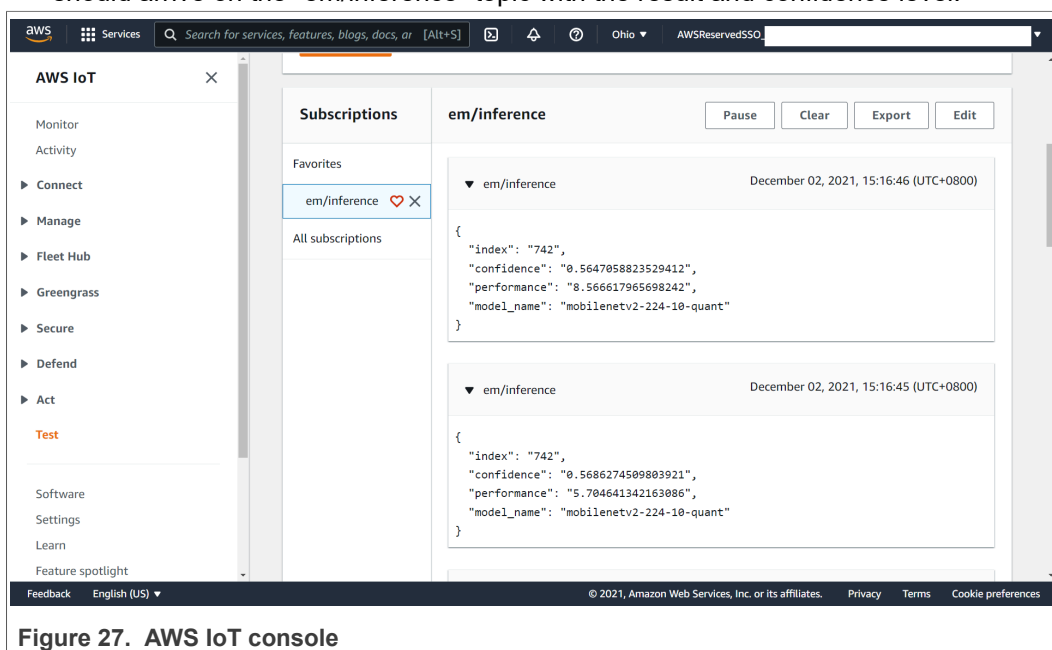 should arrive on the "em/inference" topic with the result and confidence level.
aws Services Search for services, features, blogs, docs, ar [Alt+S] Ohio ▼ AWSReservedSSO_
AWS IoT
Monitor
Activity
Connect
Manage
Fleet Hub
Greengrass
Secure
Defend
Act
Test
Software
Settings
Learn
Feature spotlight
Subscriptions
Favorites
em/inference
All subscriptions
em/inference Pause Clear Export Edit
▼ em/inference December 02, 2021, 15:16:46 (UTC+0800)
{
"index": "742",
"confidence": "0.5647058823529412",
"performance": "8.566617965698242",
"model_name": "mobilenetv2-224-10-quant"
}
▼ em/inference December 02, 2021, 15:16:45 (UTC+0800)
{
"index": "742",
"confidence": "0.5686274509803921",
"performance": "5.704641342163086",
"model_name": "mobilenetv2-224-10-quant"
}
Feedback English (US) ▼ © 2021, Amazon Web Services, Inc. or its affiliates. Privacy Terms Cookie preferences
Figure 27. AWS IoT console